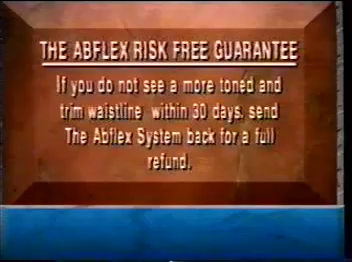 THE ABFLEX RISK FREE GUARANTEE
If you do not see a more toned and
trim waistline within 30 days, send
The Abflex System back for a full
refund.